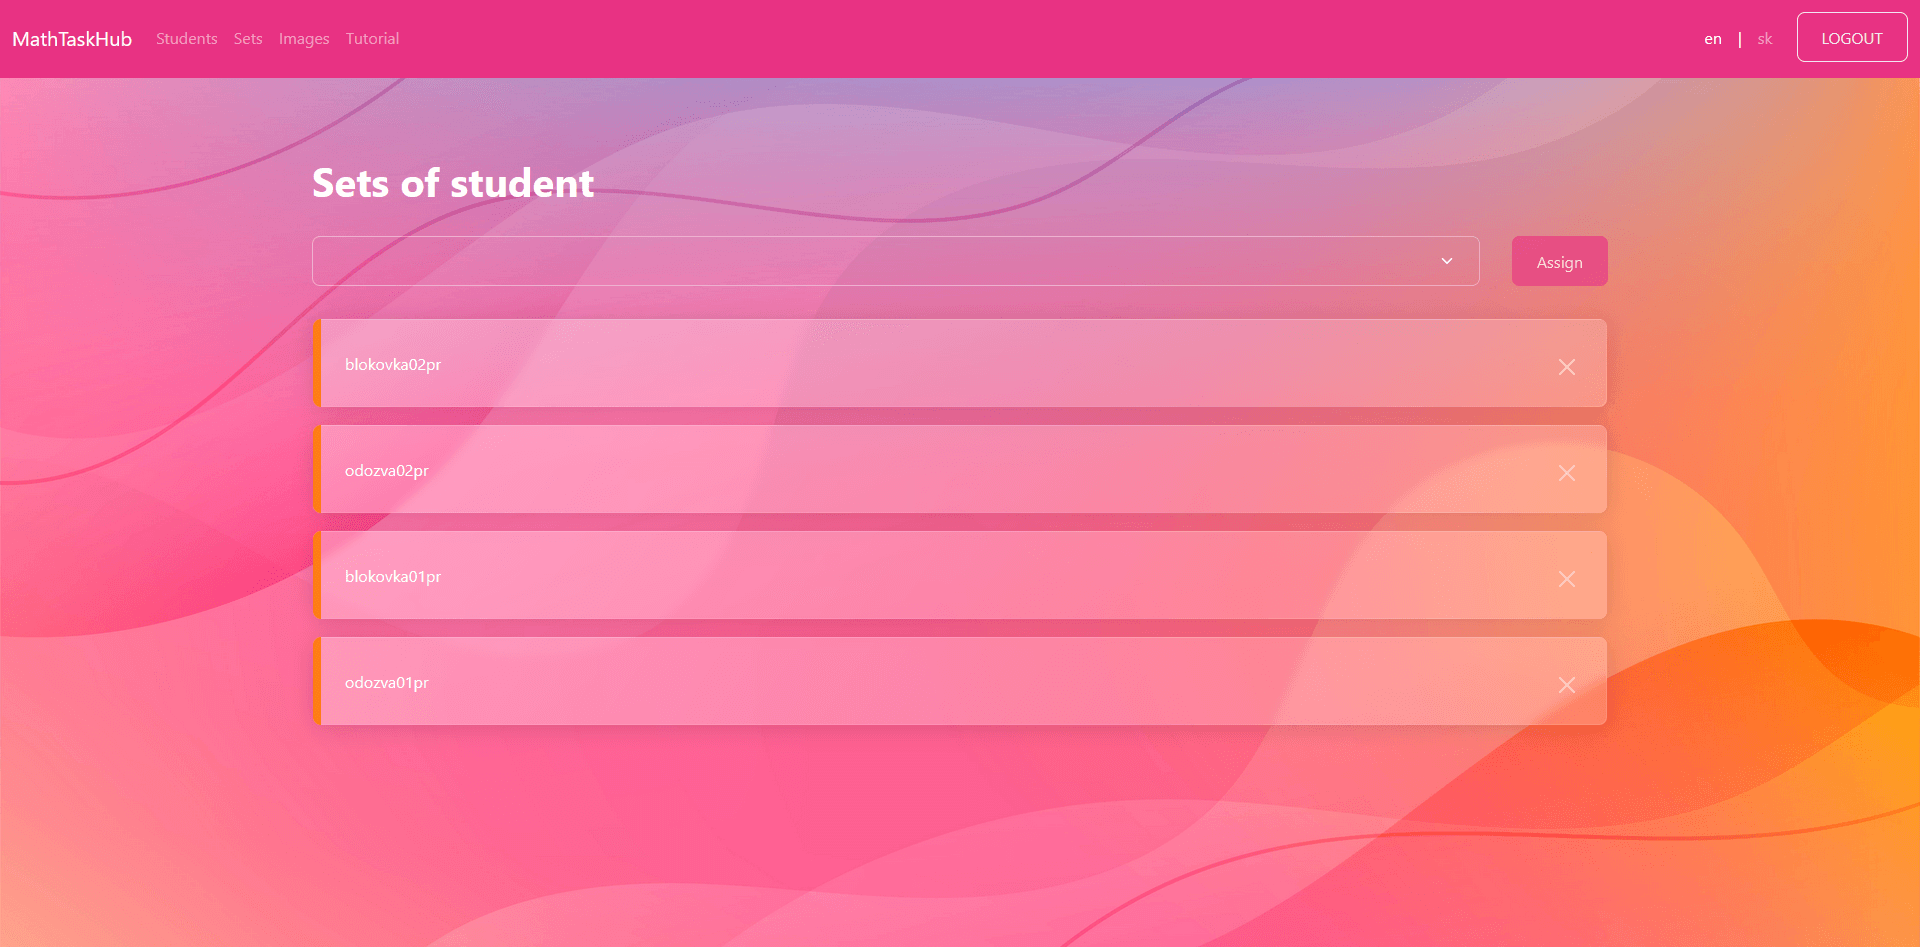 MathTaskHub Students Sets Images Tutorial en | sk LOGOUT
Sets of student
Assign
blokovka02pr
odozva02pr
blokovka01pr
odozva01pr